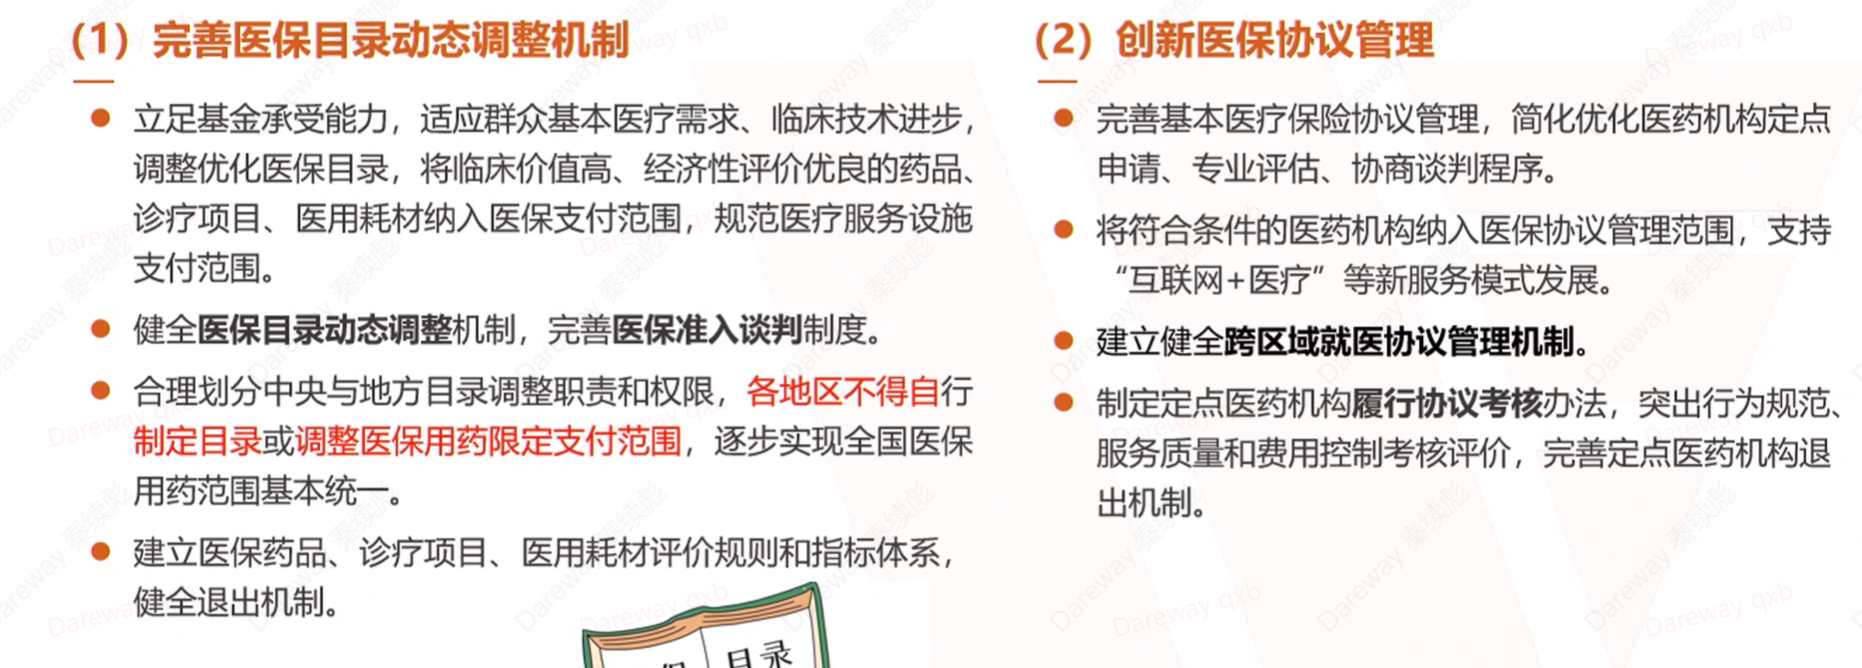 （1）完善医保目录动态调整机制
立足基金承受能力，适应群众基本医疗需求、临床技术进步，
调整优化医保目录，将临床价值高、经济性评价优良的药品、
诊疗项目、医用耗材纳入医保支付范围，规范医疗服务设施
支付范围。
健全医保目录动态调整机制，完善医保准入谈判制度。
合理划分中央与地方目录调整职责和权限，各地区不得自行
制定目录或调整医保用药限定支付范围，逐步实现全国医保
用药范围基本统一。
建立医保药品、诊疗项目、医用耗材评价规则和指标体系，
健全退出机制。
目录
（2）创新医保协议管理
完善基本医疗保险协议管理，简化优化医药机构定点
申请、专业评估、协商谈判程序。
将符合条件的医药机构纳入医保协议管理范围，支持
“互联网+医疗”等新服务模式发展。
建立健全跨区域就医协议管理机制。
制定定点医药机构履行协议考核办法，突出行为规范、
服务质量和费用控制考核评价，完善定点医药机构退
出机制。
Dareway 秦续彪
Dareway qxb